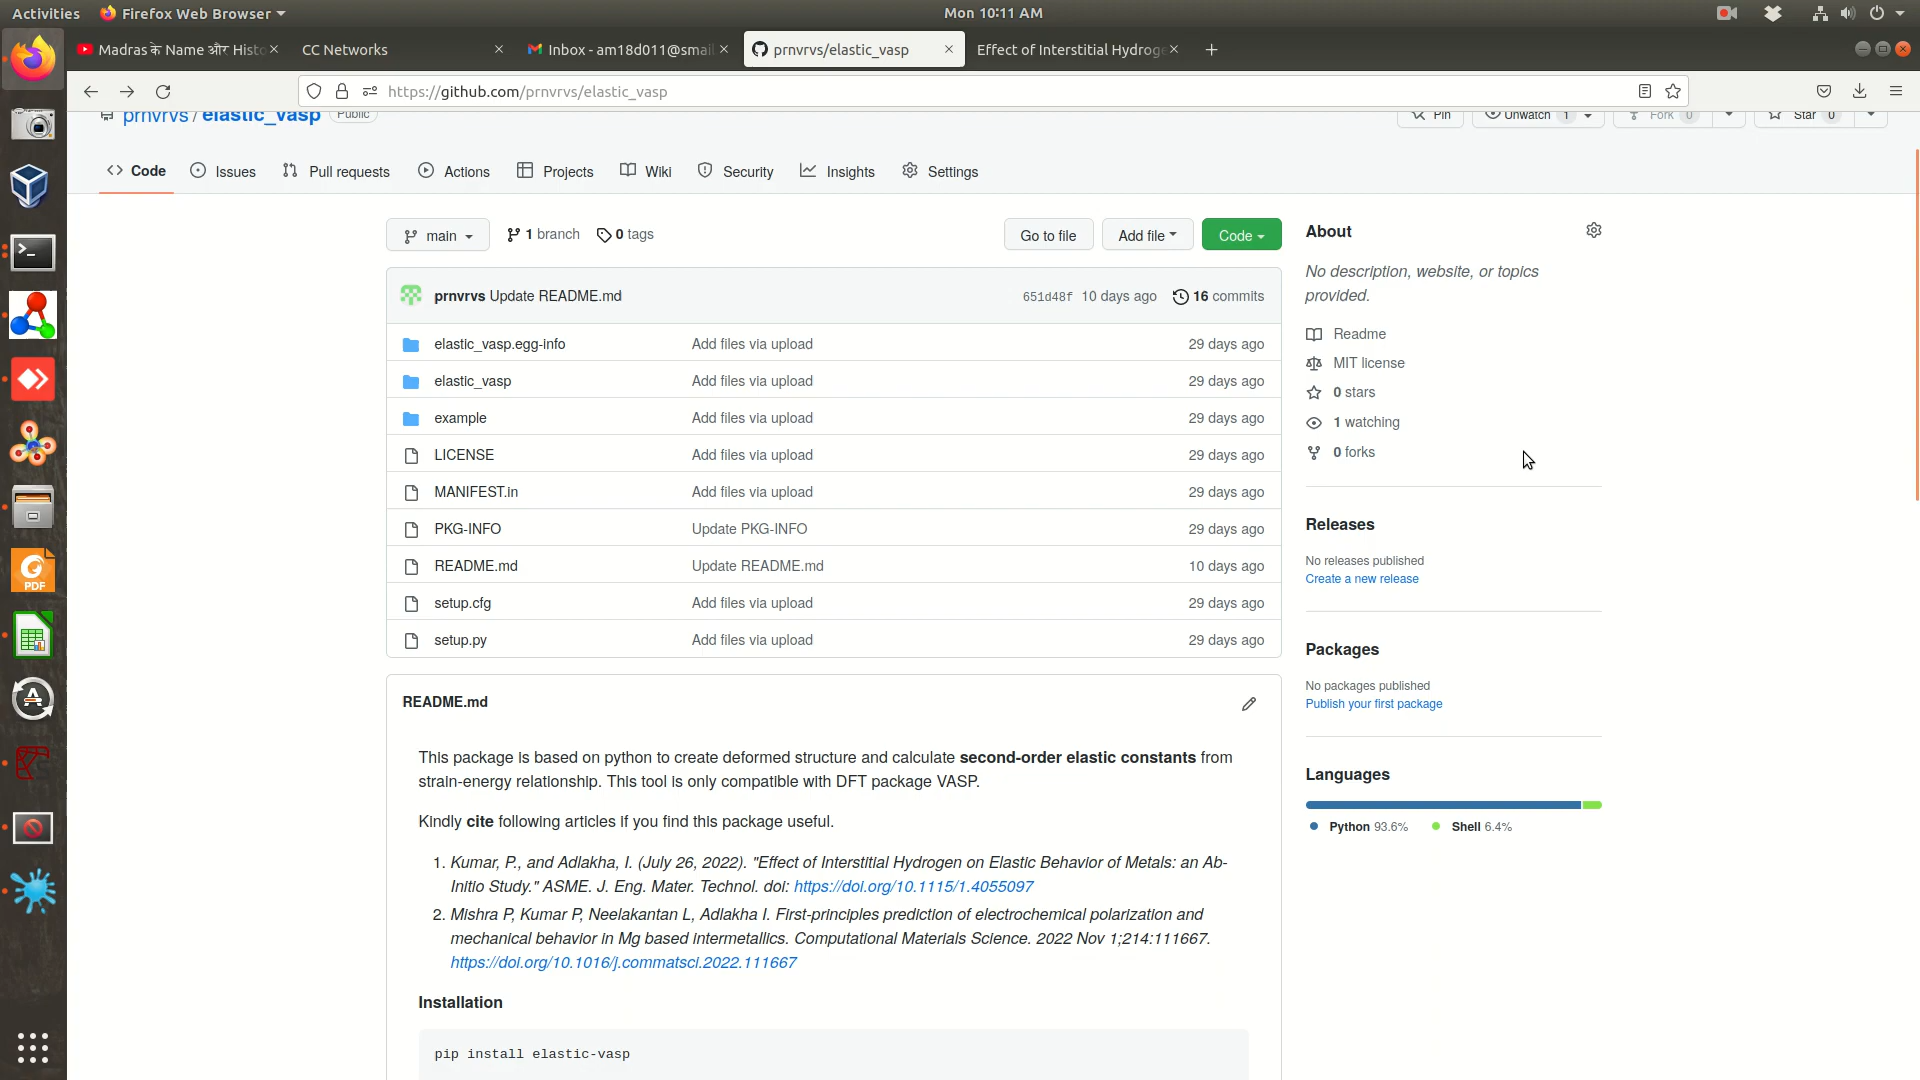 Activities Firefox Web Browser Mon 10:11 AM
Madras के Name और Histo CC Networks Inbox - am18d011@smail prnvrvs/elastic_vasp Effect of Interstitial Hydroge
https://github.com/prnvrvs/elastic_vasp
prnvrvs / elastic_vasp Public Pin Unwatch 1 Fork 0 Star 0
Code Issues Pull requests Actions Projects Wiki Security Insights Settings
main 1 branch 0 tags Go to file Add file Code
prnvrvs Update README.md 651d48f 10 days ago 16 commits
elastic_vasp.egg-info Add files via upload 29 days ago
elastic_vasp Add files via upload 29 days ago
example Add files via upload 29 days ago
LICENSE Add files via upload 29 days ago
MANIFEST.in Add files via upload 29 days ago
PKG-INFO Update PKG-INFO 29 days ago
README.md Update README.md 10 days ago
setup.cfg Add files via upload 29 days ago
setup.py Add files via upload 29 days ago
README.md
This package is based on python to create deformed structure and calculate second-order elastic constants from
strain-energy relationship. This tool is only compatible with DFT package VASP.
Kindly cite following articles if you find this package useful.
1. Kumar, P., and Adlakha, I. (July 26, 2022). "Effect of Interstitial Hydrogen on Elastic Behavior of Metals: an Ab-
Initio Study." ASME. J. Eng. Mater. Technol. doi: https://doi.org/10.1115/1.4055097
2. Mishra P, Kumar P, Neelakantan L, Adlakha I. First-principles prediction of electrochemical polarization and
mechanical behavior in Mg based intermetallics. Computational Materials Science. 2022 Nov 1;214:111667.
https://doi.org/10.1016/j.commatsci.2022.111667
Installation
pip install elastic-vasp
About
No description, website, or topics
provided.
Readme
MIT license
0 stars
1 watching
0 forks
Releases
No releases published
Create a new release
Packages
No packages published
Publish your first package
Languages
Python 93.6% Shell 6.4%
PDF